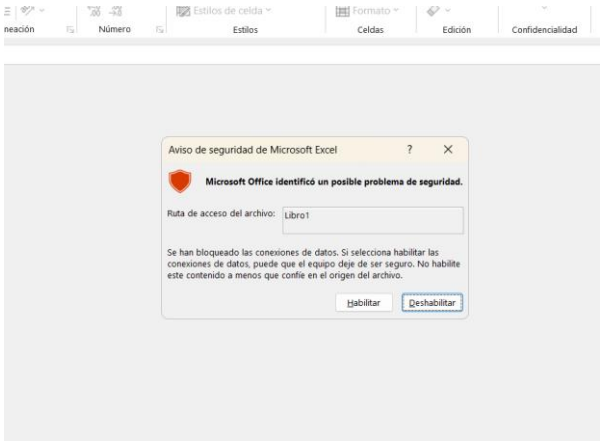 Estilos de celda
Formato
neación
Número
Estilos
Celdas
Edición
Confidencialidad
Aviso de seguridad de Microsoft Excel
?
Microsoft Office identificó un posible problema de seguridad.
Ruta de acceso del archivo:
Libro1
Se han bloqueado las conexiones de datos. Si selecciona habilitar las
conexiones de datos, puede que el equipo deje de ser seguro. No habilite
este contenido a menos que confíe en el origen del archivo.
Habilitar
Deshabilitar